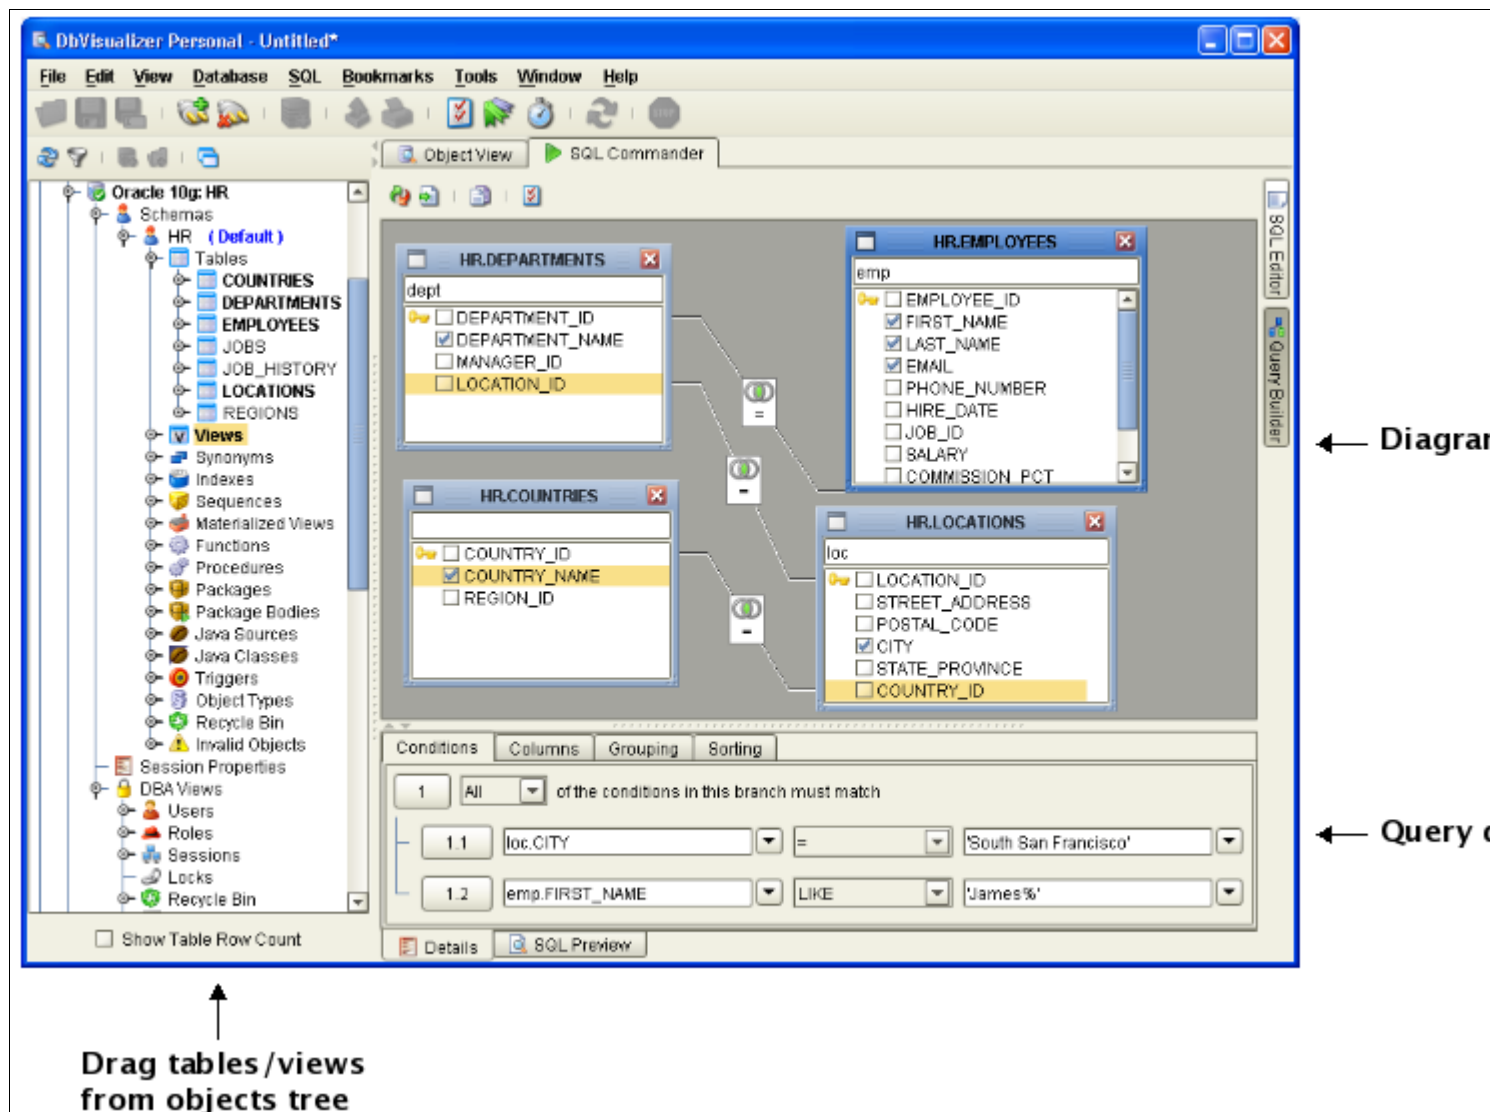 DbVisualizer Personal - Untitled*
File Edit View Database SQL Bookmarks Tools Window Help
Object View SQL Commander
Oracle 10g: HR
Schemas
HR (Default)
Tables
COUNTRIES
DEPARTMENTS
EMPLOYEES
JOBS
JOB_HISTORY
LOCATIONS
REGIONS
Views
Synonyms
Indexes
Sequences
Materialized Views
Functions
Procedures
Packages
Package Bodies
Java Sources
Java Classes
Triggers
Object Types
Recycle Bin
Invalid Objects
Session Properties
DBA Views
Users
Roles
Sessions
Locks
Recycle Bin
Show Table Row Count
HR.DEPARTMENTS
dept
DEPARTMENT_ID
DEPARTMENT_NAME
MANAGER_ID
LOCATION_ID
=
HR.EMPLOYEES
emp
EMPLOYEE_ID
FIRST_NAME
LAST_NAME
EMAIL
PHONE_NUMBER
HIRE_DATE
JOB_ID
SALARY
COMMISSION_PCT
=
HR.COUNTRIES
COUNTRY_ID
COUNTRY_NAME
REGION_ID
=
HR.LOCATIONS
loc
LOCATION_ID
STREET_ADDRESS
POSTAL_CODE
CITY
STATE_PROVINCE
COUNTRY_ID
SQL Editor
Query Builder
Conditions Columns Grouping Sorting
1 All of the conditions in this branch must match
1.1 loc.CITY = 'South San Francisco'
1.2 emp.FIRST_NAME LIKE 'James%'
Details SQL Preview
Diagram
Query
Drag tables/views
from objects tree